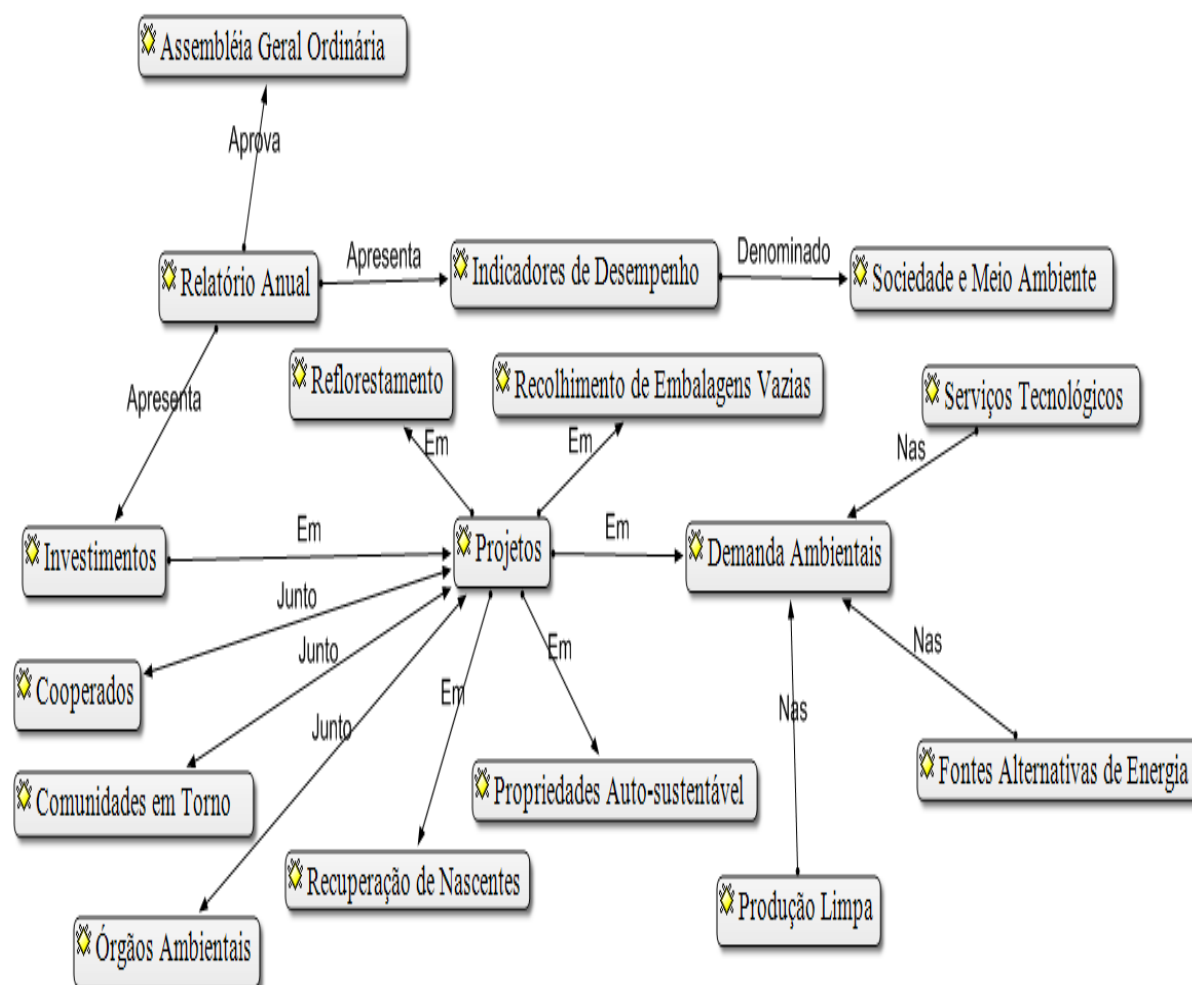 Assembléia Geral Ordinária
Aprova
Relatório Anual
Apresenta
Indicadores de Desempenho
Denominado
Sociedade e Meio Ambiente
Apresenta
Reflorestamento
Recolhimento de Embalagens Vazias
Serviços Tecnológicos
Em
Em
Nas
Investimentos
Em
Projetos
Em
Demanda Ambientais
Junto
Junto
Junto
Em
Em
Nas
Nas
Cooperados
Comunidades em Torno
Propriedades Auto-sustentável
Fontes Alternativas de Energia
Recuperação de Nascentes
Produção Limpa
Órgãos Ambientais